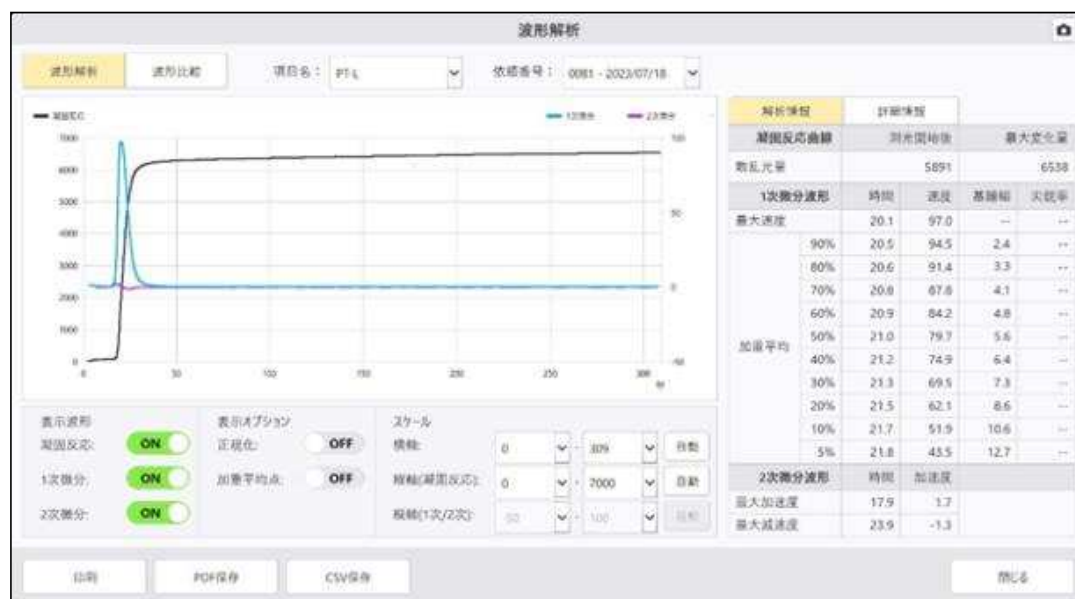 波形解析
波形解析 波形比較 項目名： PT-L 依頼番号： 0081 - 2023/07/18
凝固反応 1次微分 2次微分
7000 6000 5000 4000 3000 2000 1000 0
100 50 0 -50
0 50 100 150 200 250 300
秒
解析情報 詳細情報
凝固反応曲線 測光開始後 最大変化量
散乱光量 5891 6538
1次微分波形 時間 速度 基線幅 尖鋭率
最大速度 20.1 97.0 -- --
加重平均
90% 20.5 94.5 2.4 --
80% 20.6 91.4 3.3 --
70% 20.8 87.8 4.1 --
60% 20.9 84.2 4.8 --
50% 21.0 79.7 5.6 --
40% 21.2 74.9 6.4 --
30% 21.3 69.5 7.3 --
20% 21.5 62.1 8.6 --
10% 21.7 51.9 10.6 --
5% 21.8 43.5 12.7 --
2次微分波形 時間 加速度
最大加速度 17.9 1.7
最大減速度 23.9 -1.3
表示波形 表示オプション スケール
凝固反応: ON 正規化: OFF 横軸: 0 - 309 自動
1次微分: ON 加重平均点: OFF 縦軸(凝固反応): 0 - 7000 自動
2次微分: ON 縦軸(1次/2次): -50 - 100 自動
印刷 PDF保存 CSV保存 閉じる